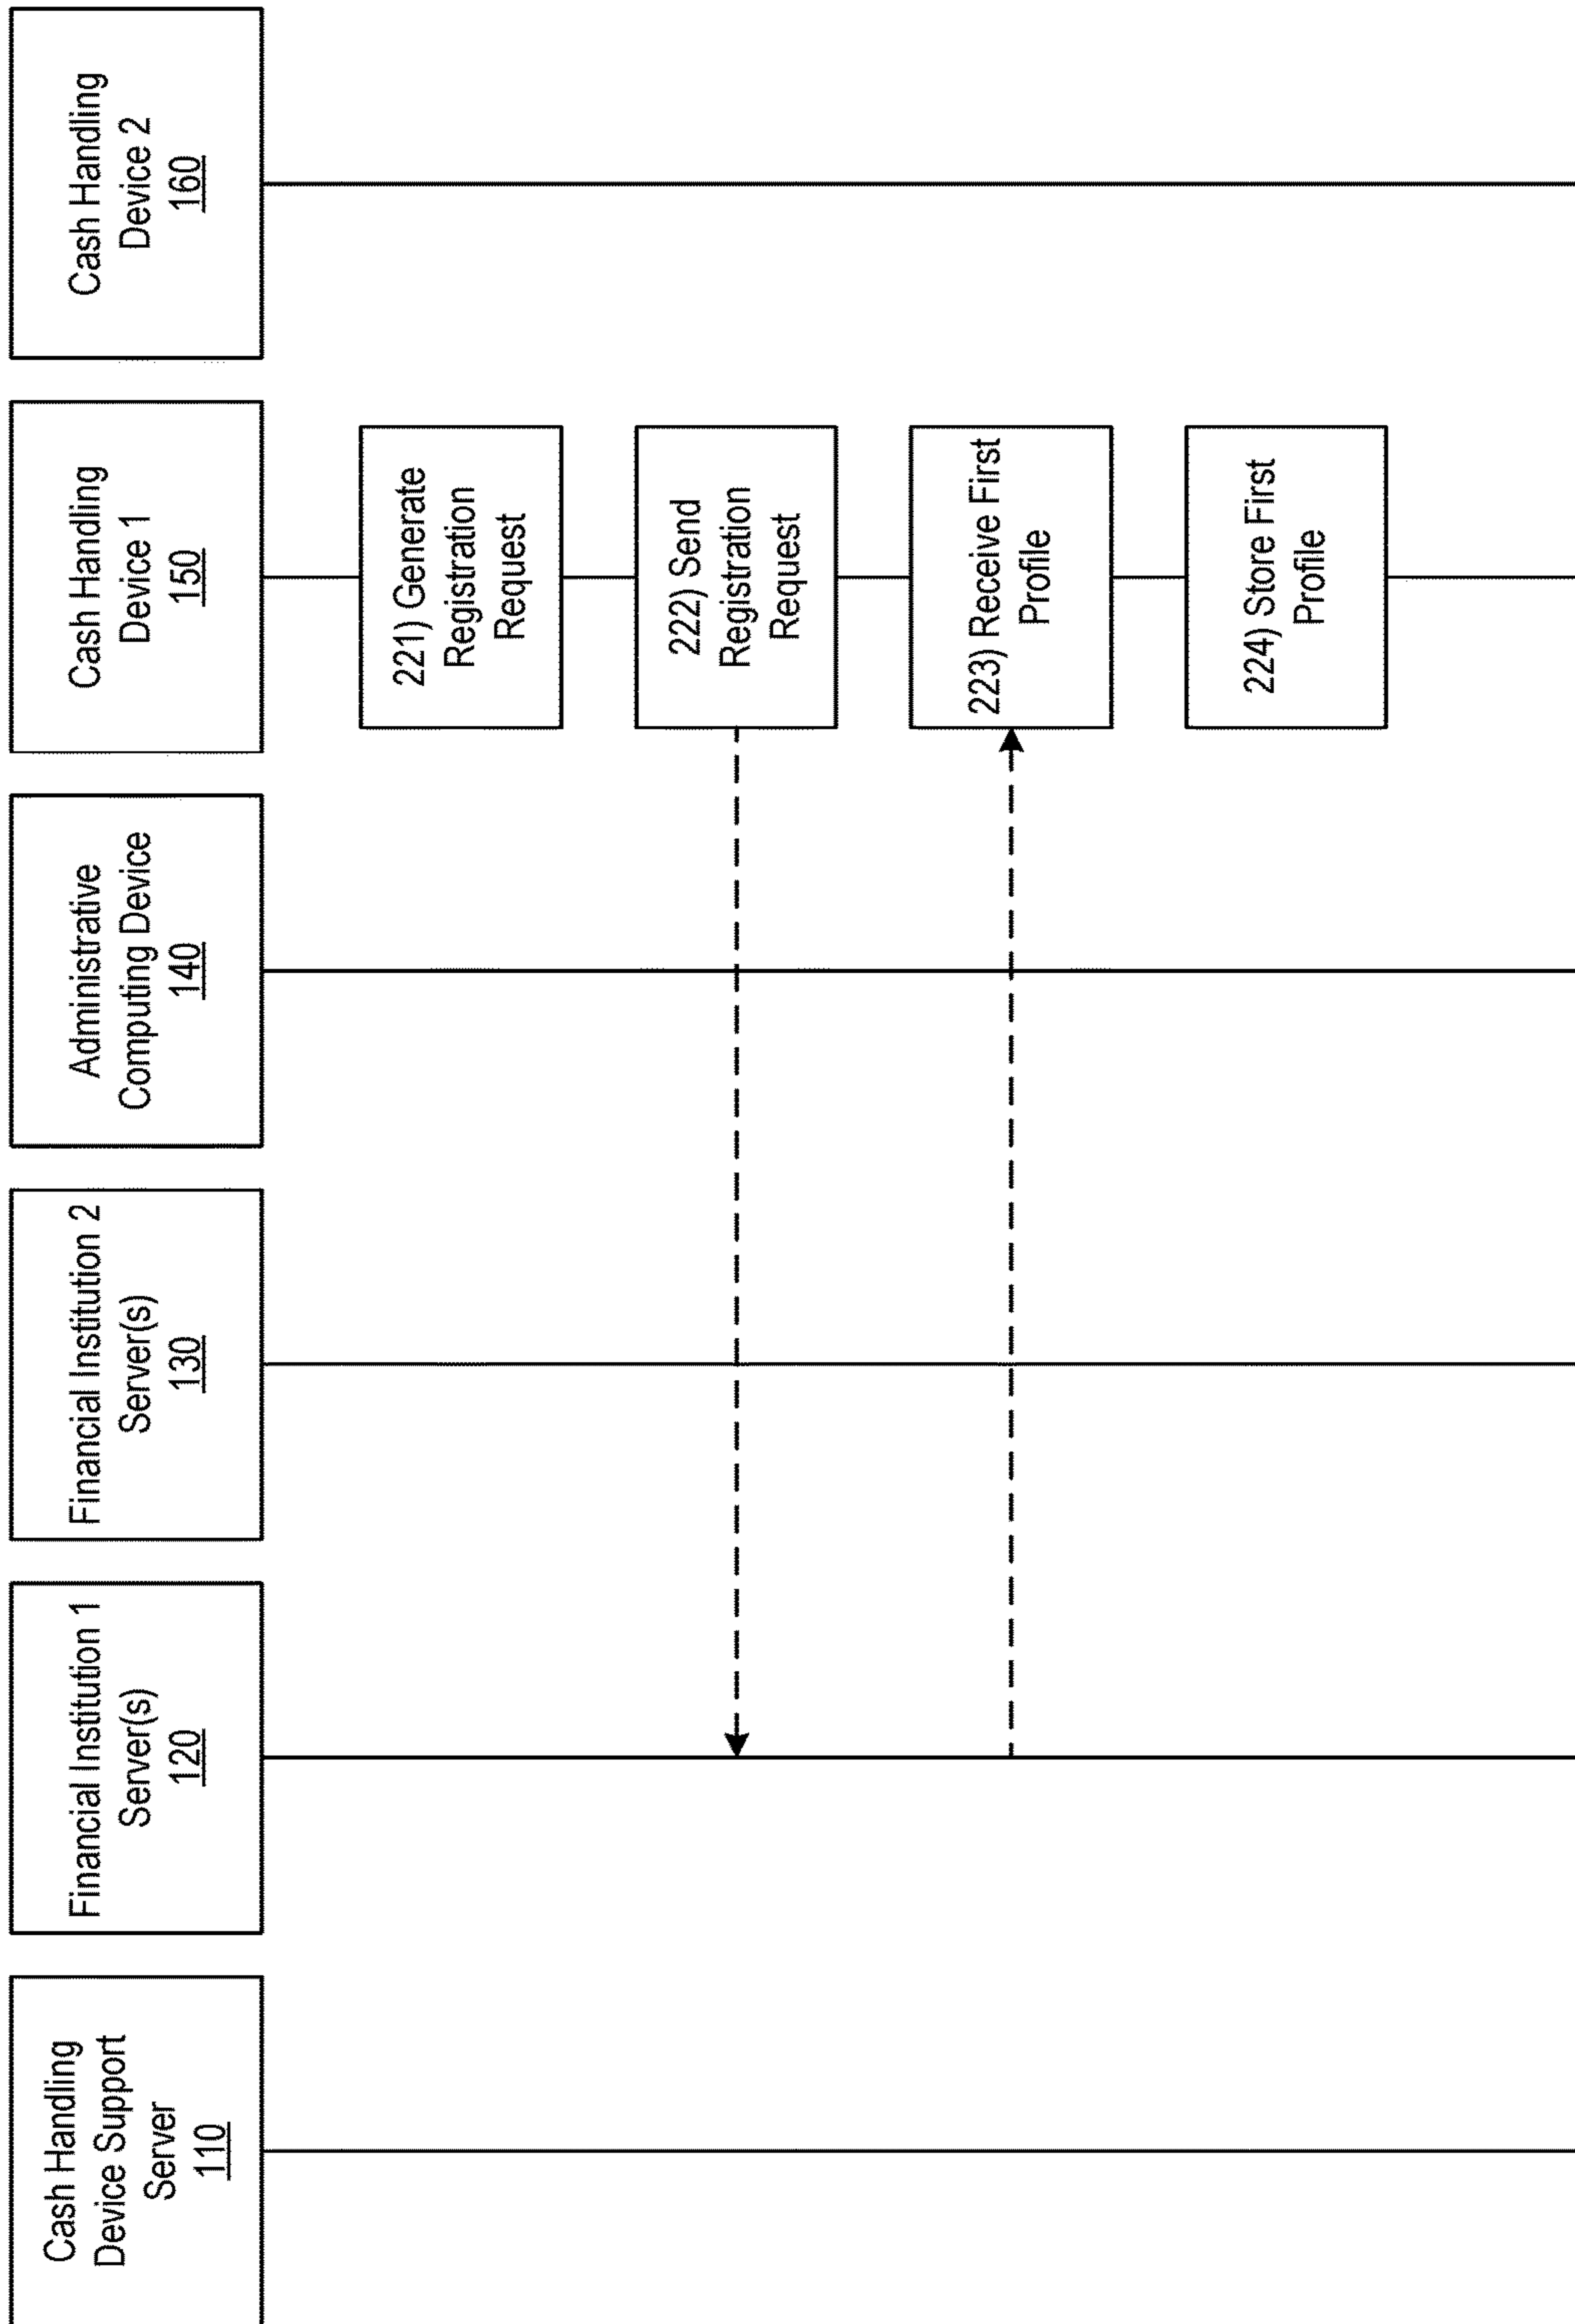 Cash Handling
Device Support
Server
110
Financial Institution 1
Server(s)
120
Financial Institution 2
Server(s)
130
Administrative
Computing Device
140
Cash Handling
Device 1
150
Cash Handling
Device 2
160
221) Generate
Registration
Request
222) Send
Registration
Request
223) Receive First
Profile
224) Store First
Profile